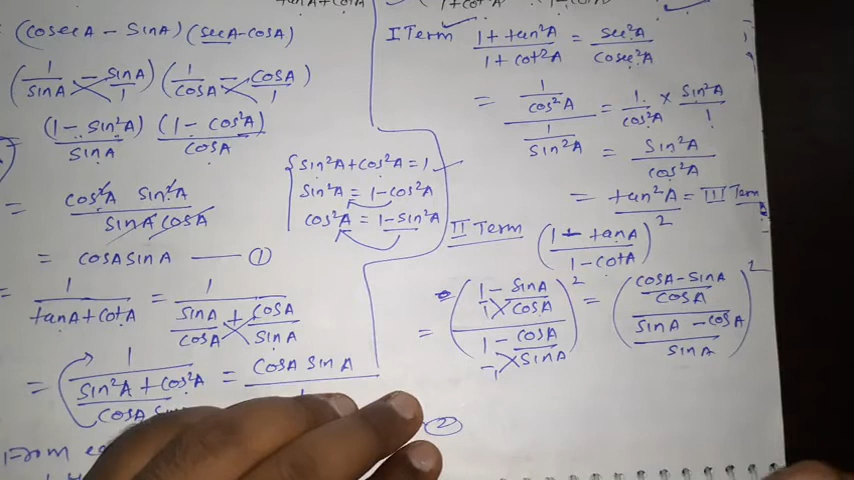 = (cosecA - sinA) (secA - cosA)
(1/sinA - sinA/1) (1/cosA - cosA/1)
= (1 - sin²A)/sinA (1 - cos²A)/cosA
= cos²A sin²A / sinA cosA
= cosA sinA —— ①
= 1/(tanA + cotA) = 1/(sinA/cosA + cosA/sinA)
= 1/((sin²A + cos²A)/cosA = cosA sinA/1
From
{sin²A + cos²A = 1
sin²A = 1 - cos²A
cos²A = 1 - sin²A
②
I Term (1 + tan²A)/(1 + cot²A) = sec²A/cosec²A
= (1/cos²A)/(1/sin²A) = 1/cos²A × sin²A/1
= sin²A/cos²A
= tan²A = III Term
II Term ((1 - tanA)/(1 - cotA))²
= ((1/1 - sinA/cosA)/(1/1 - cosA/sinA))² = (((cosA - sinA)/cosA)/((sinA - cosA)/sinA))²